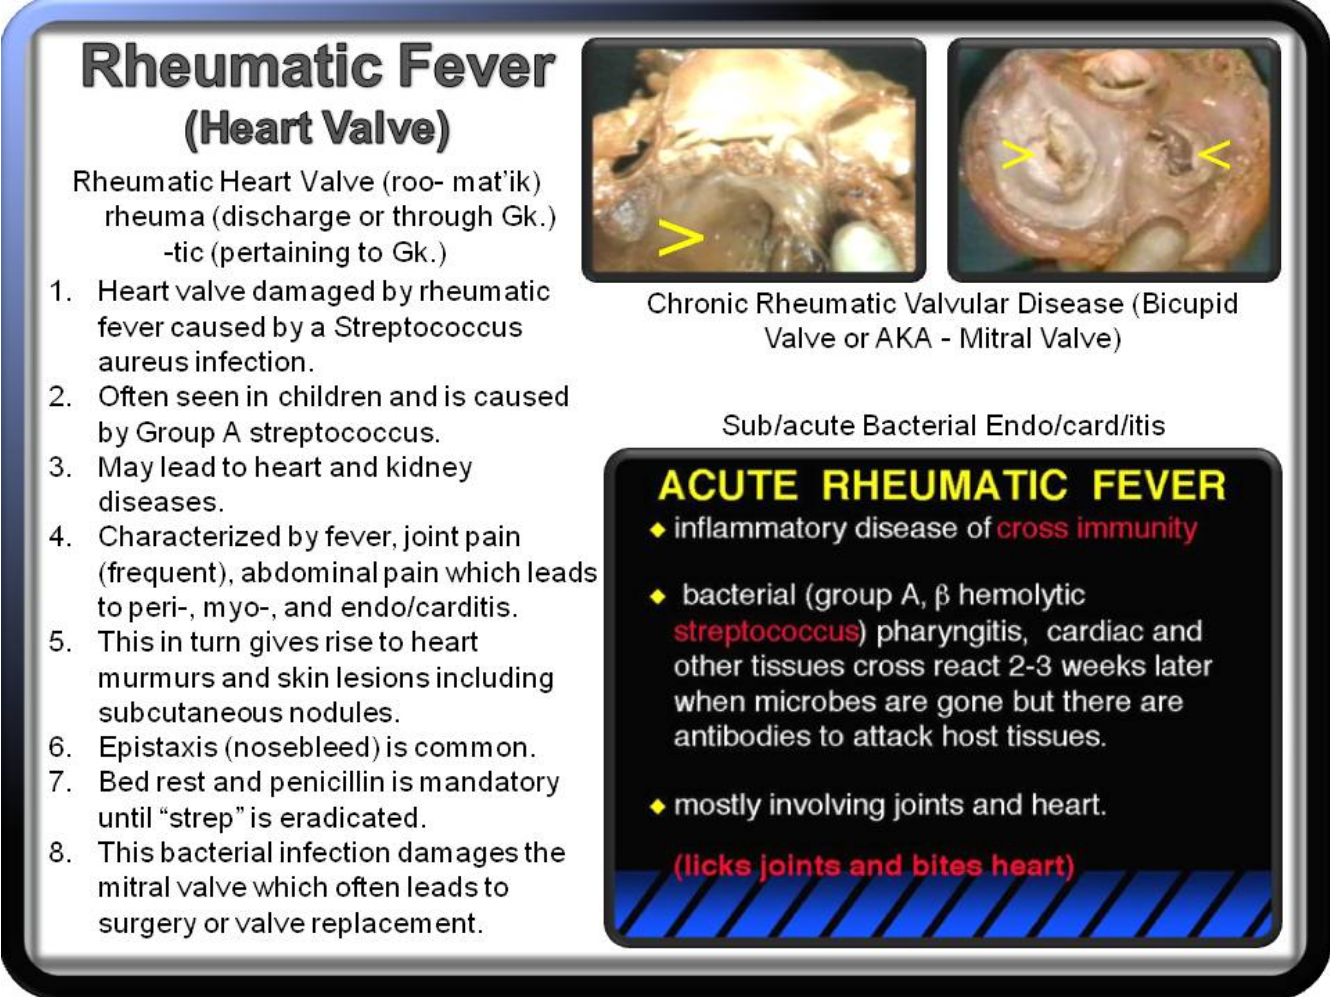 Rheumatic Fever
(Heart Valve)
Rheumatic Heart Valve (roo- mat’ik)
rheuma (discharge or through Gk.)
-tic (pertaining to Gk.)
1. Heart valve damaged by rheumatic
fever caused by a Streptococcus
aureus infection.
2. Often seen in children and is caused
by Group A streptococcus.
3. May lead to heart and kidney
diseases.
4. Characterized by fever, joint pain
(frequent), abdominal pain which leads
to peri-, myo-, and endo/carditis.
5. This in turn gives rise to heart
murmurs and skin lesions including
subcutaneous nodules.
6. Epistaxis (nosebleed) is common.
7. Bed rest and penicillin is mandatory
until “strep” is eradicated.
8. This bacterial infection damages the
mitral valve which often leads to
surgery or valve replacement.
>
> <
Chronic Rheumatic Valvular Disease (Bicupid
Valve or AKA - Mitral Valve)
Sub/acute Bacterial Endo/card/itis
ACUTE RHEUMATIC FEVER
◆ inflammatory disease of cross immunity
◆ bacterial (group A, β hemolytic
streptococcus) pharyngitis, cardiac and
other tissues cross react 2-3 weeks later
when microbes are gone but there are
antibodies to attack host tissues.
◆ mostly involving joints and heart.
(licks joints and bites heart)